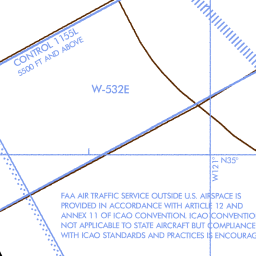 CONTROL 1155L
5500 FT AND ABOVE
W-532E
W121° N35°
FAA AIR TRAFFIC SERVICE OUTSIDE U.S. AIRSPACE IS
PROVIDED IN ACCORDANCE WITH ARTICLE 12 AND
ANNEX 11 OF ICAO CONVENTION. ICAO CONVENTIO
NOT APPLICABLE TO STATE AIRCRAFT BUT COMPLIANCE
WITH ICAO STANDARDS AND PRACTICES IS ENCOURAG